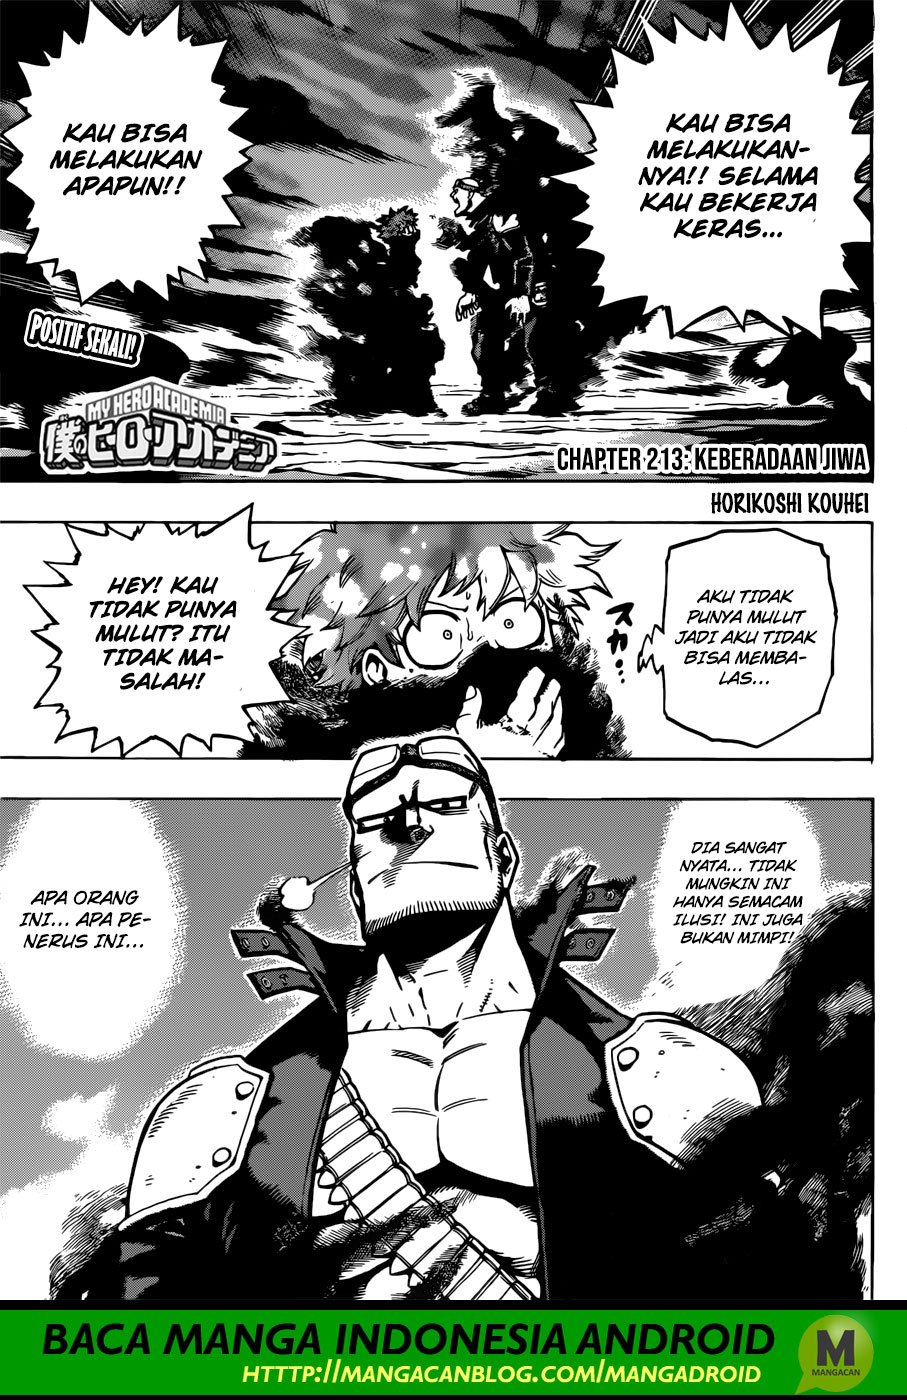 KAU BISA
MELAKUKAN-
NYA!! SELAMA
KAU BEKERJA
KERAS...
KAU BISA
MELAKUKAN
APAPUN!!
POSITIF SEKALI!
MY HERO ACADEMIA
僕のヒーローアカデミア
CHAPTER 213: KEBERADAAN JIWA
HORIKOSHI KOUHEI
AKU TIDAK
PUNYA MULUT
JADI AKU TIDAK
BISA MEMBA-
LAS...
スカ...
HEY! KAU
TIDAK PUNYA
MULUT? ITU
TIDAK MA-
SALAH!
DIA SANGAT
NYATA... TIDAK
MUNGKIN INI
HANYA SEMACAM
ILUSI! INI JUGA
BUKAN MIMPI!
APA ORANG
INI... APA PE-
NERUS INI...
BACA MANGA INDONESIA ANDROID
HTTTP://MANGACANBLOG.COM/MANGADROID
M
MANGACAN